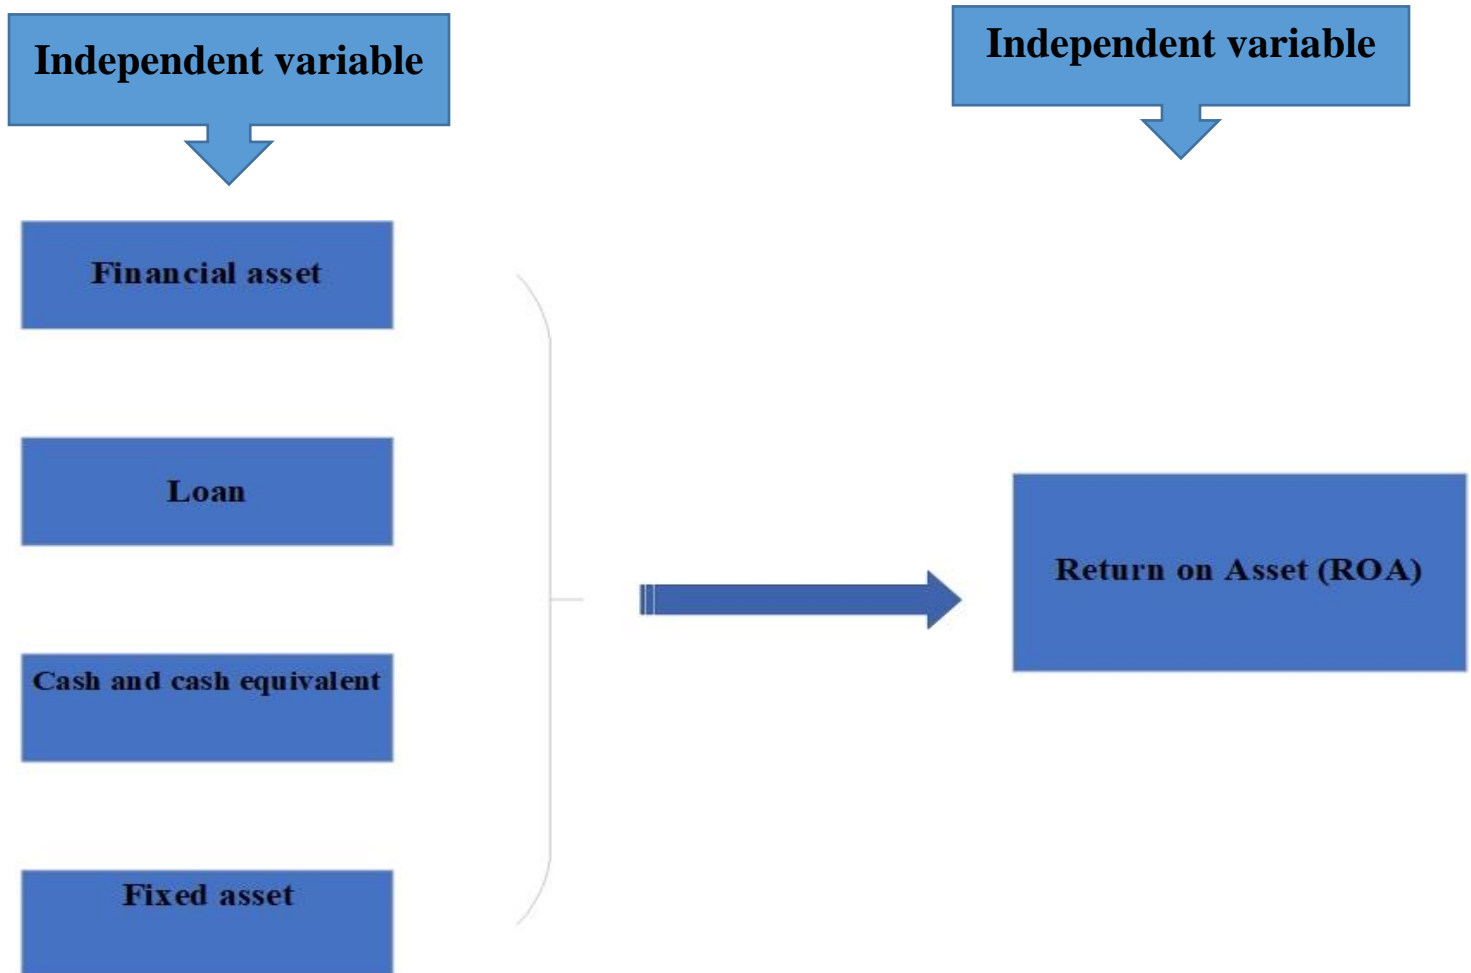 Independent variable
Independent variable
Financial asset
Loan
Return on Asset (ROA)
Cash and cash equivalent
Fixed asset